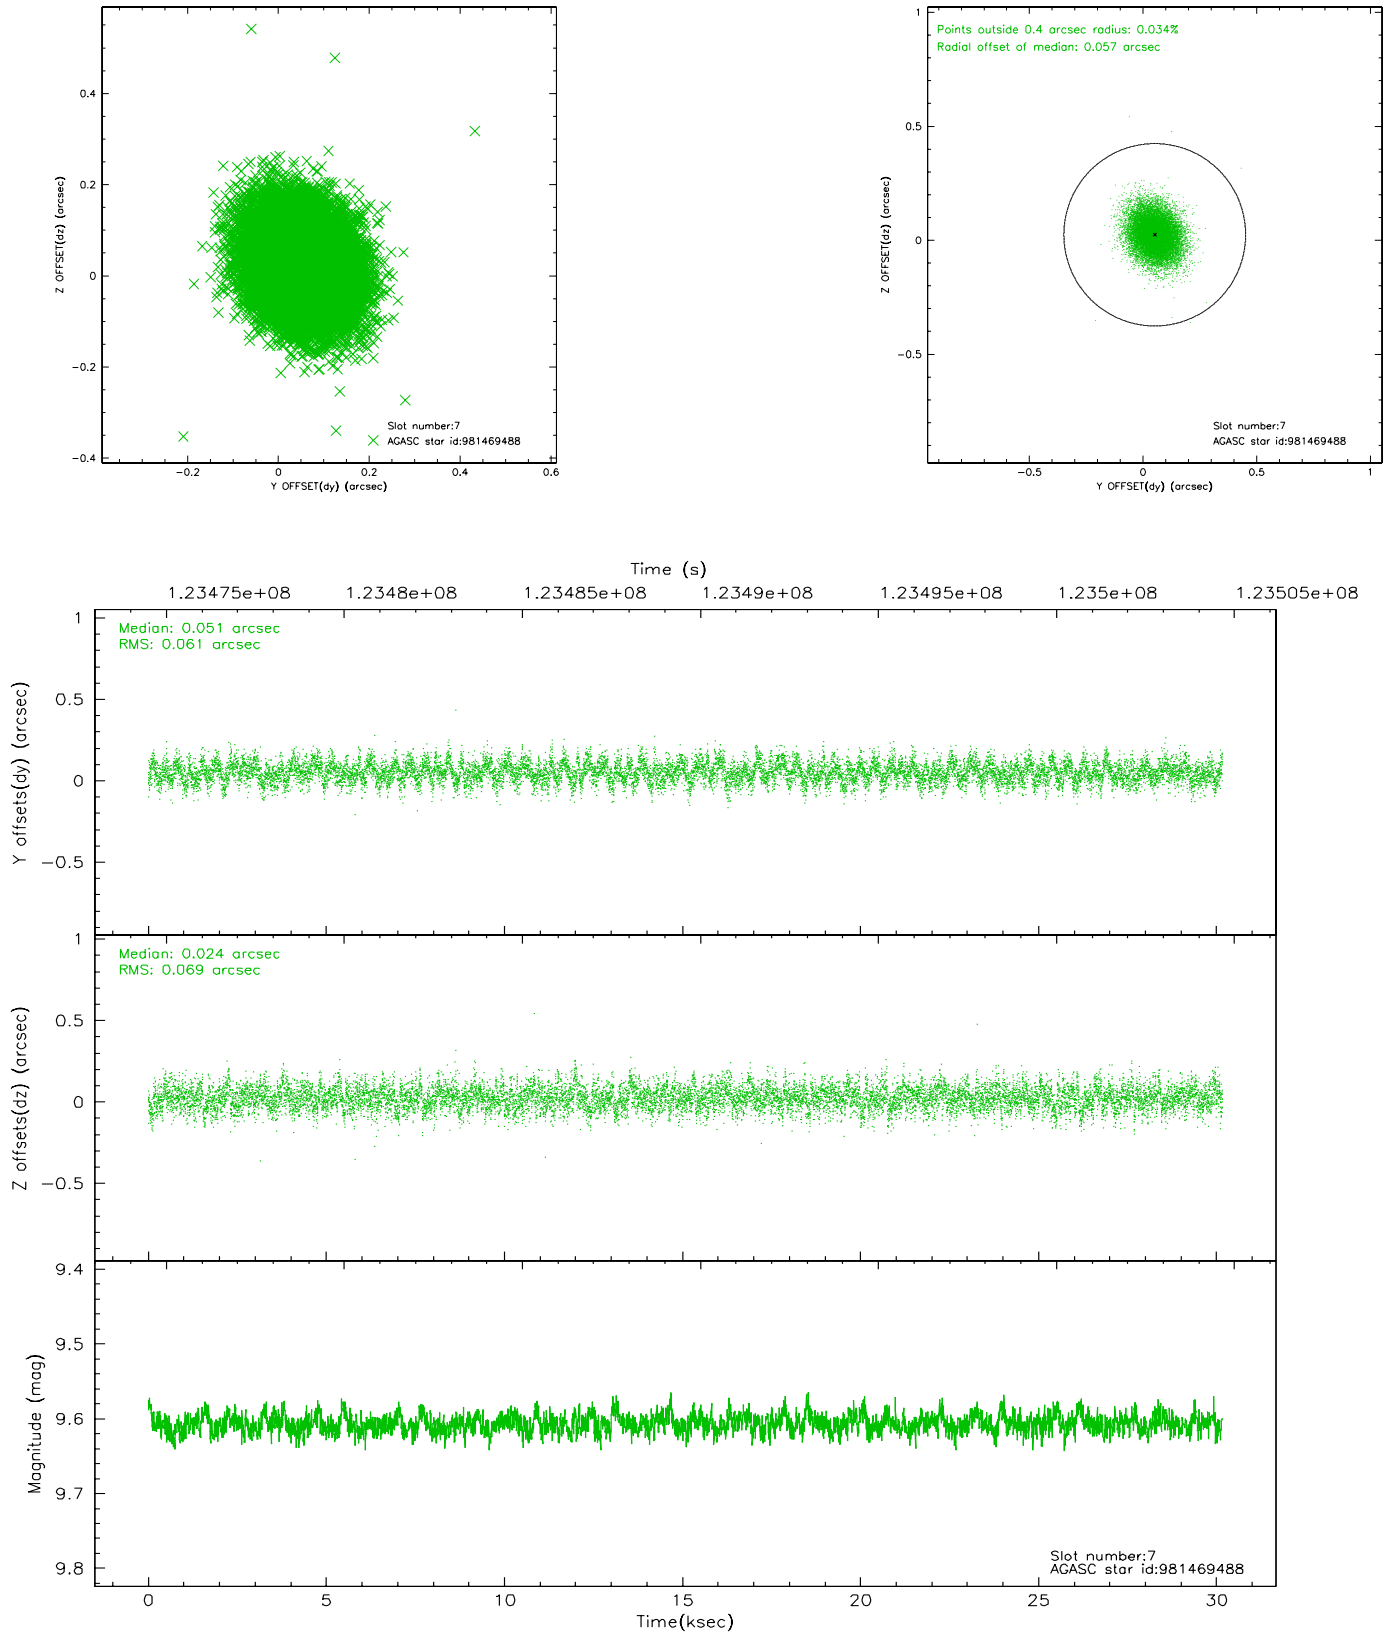 0.4
0.2
0
−0.2
−0.4
Z OFFSET(dz) (arcsec)
Slot number:7
AGASC star id:981469488
−0.2
0
0.2
0.4
0.6
Y OFFSET(dy) (arcsec)
1
0.5
0
−0.5
Z OFFSET(dz) (arcsec)
Points outside 0.4 arcsec radius: 0.034%
Radial offset of median: 0.057 arcsec
Slot number:7
AGASC star id:981469488
−0.5
0
0.5
1
Y OFFSET(dy) (arcsec)
Time (s)
1.23475e+08
1.2348e+08
1.23485e+08
1.2349e+08
1.23495e+08
1.235e+08
1.23505e+08
1
0.5
0
−0.5
Y offsets(dy) (arcsec)
Median: 0.051 arcsec
RMS: 0.061 arcsec
1
0.5
0
−0.5
Z offsets(dz) (arcsec)
Median: 0.024 arcsec
RMS: 0.069 arcsec
9.4
9.5
9.6
9.7
9.8
Magnitude (mag)
Slot number:7
AGASC star id:981469488
0
5
10
15
20
25
30
Time(ksec)